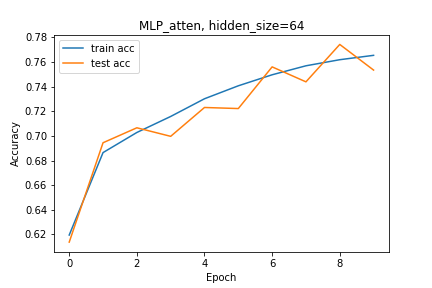 MLP_atten, hidden_size=64
train acc
test acc
0.78
0.76
0.74
0.72
0.70
0.68
0.66
0.64
0.62
Accuracy
0 2 4 6 8
Epoch